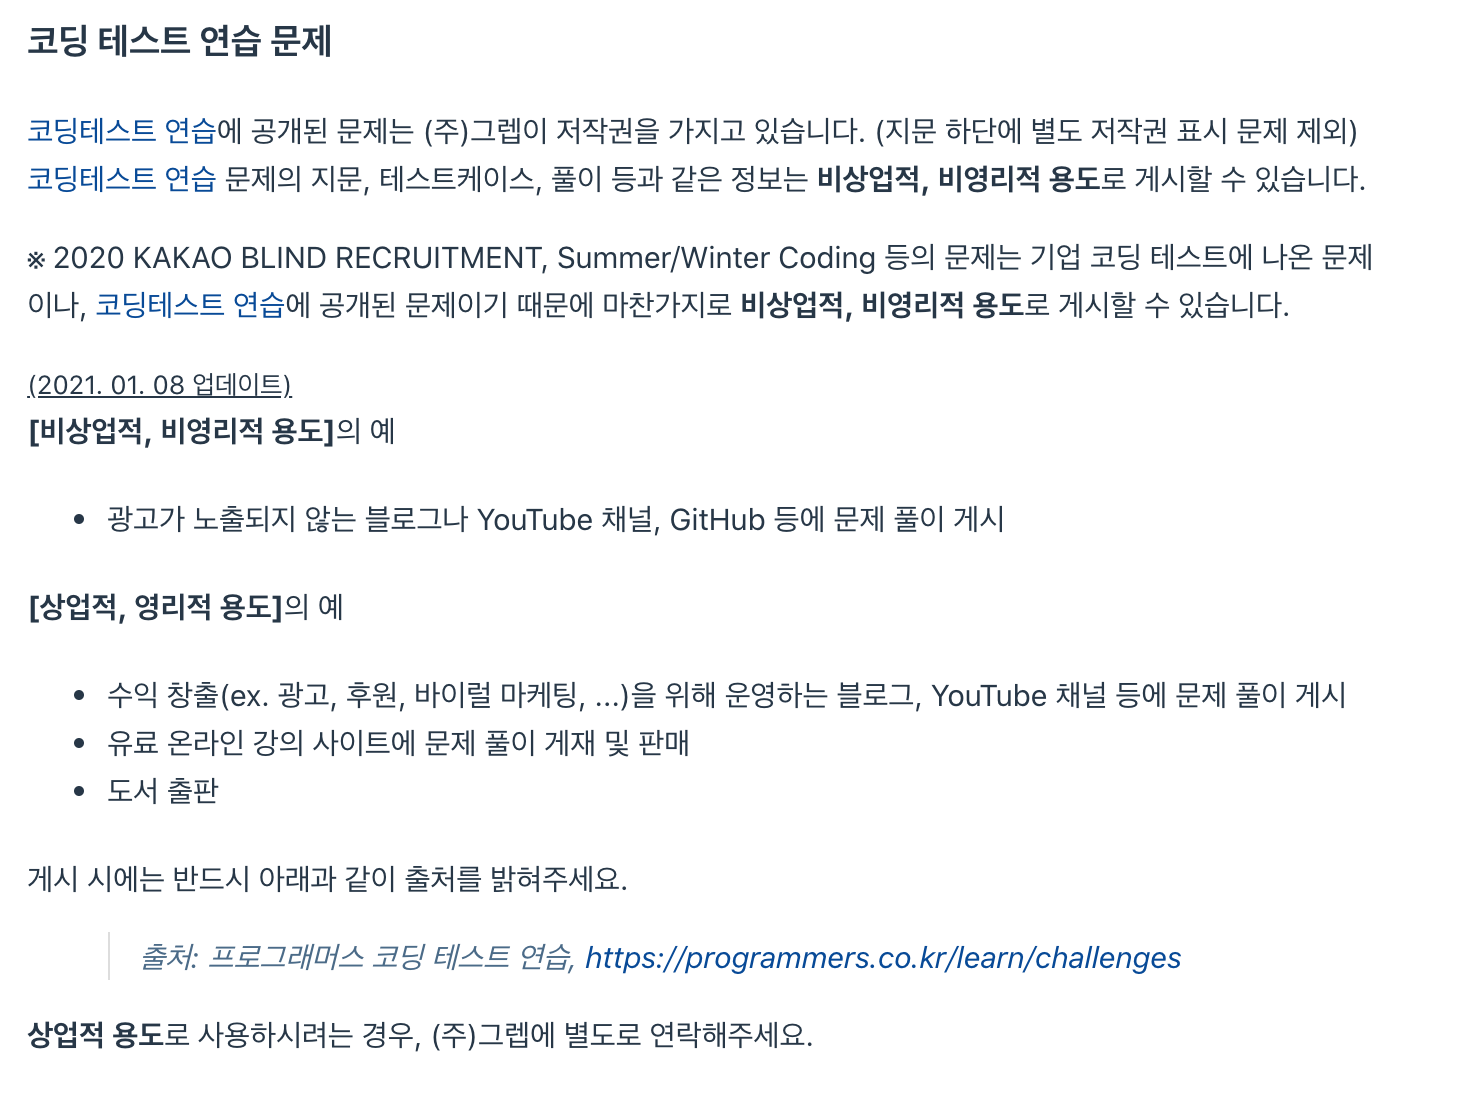 코딩 테스트 연습 문제
코딩테스트 연습에 공개된 문제는 (주)그렙이 저작권을 가지고 있습니다. (지문 하단에 별도 저작권 표시 문제 제외)
코딩테스트 연습 문제의 지문, 테스트케이스, 풀이 등과 같은 정보는 비상업적, 비영리적 용도로 게시할 수 있습니다.
※ 2020 KAKAO BLIND RECRUITMENT, Summer/Winter Coding 등의 문제는 기업 코딩 테스트에 나온 문제
이나, 코딩테스트 연습에 공개된 문제이기 때문에 마찬가지로 비상업적, 비영리적 용도로 게시할 수 있습니다.
(2021. 01. 08 업데이트)
[비상업적, 비영리적 용도]의 예
• 광고가 노출되지 않는 블로그나 YouTube 채널, GitHub 등에 문제 풀이 게시
[상업적, 영리적 용도]의 예
• 수익 창출(ex. 광고, 후원, 바이럴 마케팅, ...)을 위해 운영하는 블로그, YouTube 채널 등에 문제 풀이 게시
• 유료 온라인 강의 사이트에 문제 풀이 게재 및 판매
• 도서 출판
게시 시에는 반드시 아래과 같이 출처를 밝혀주세요.
출처: 프로그래머스 코딩 테스트 연습, https://programmers.co.kr/learn/challenges
상업적 용도로 사용하시려는 경우, (주)그렙에 별도로 연락해주세요.